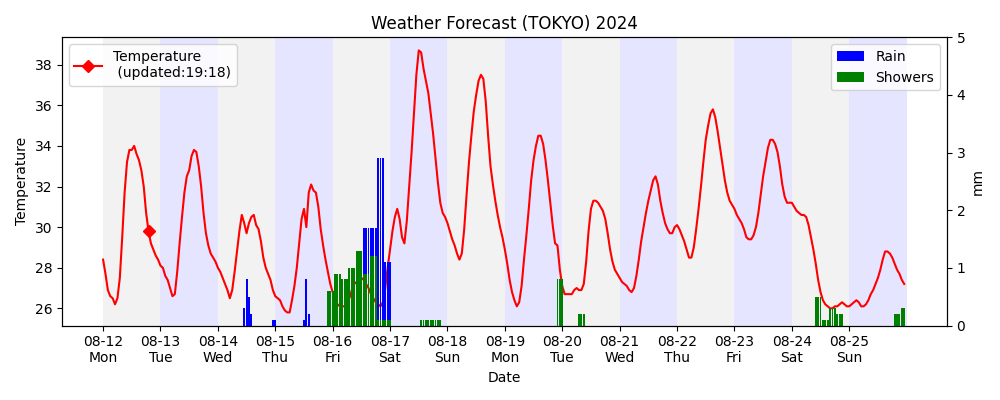 Weather Forecast (TOKYO) 2024
Temperature
(updated:19:18)
Rain
Showers
Temperature
38
36
34
32
30
28
26
5
4
3
2
1
0
mm
08-12 08-13 08-14 08-15 08-16 08-17 08-18 08-19 08-20 08-21 08-22 08-23 08-24 08-25
Mon Tue Wed Thu Fri Sat Sun Mon Tue Wed Thu Fri Sat Sun
Date